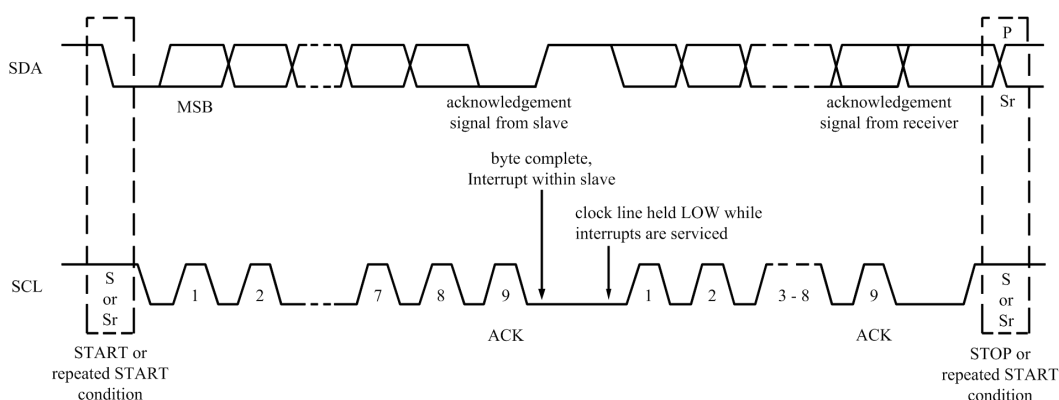 P
SDA
MSB
acknowledgement
signal from slave
acknowledgement
signal from receiver
Sr
byte complete,
Interrupt within slave
clock line held LOW while
interrupts are serviced
SCL
S
or
Sr
1
2
7
8
9
1
2
3 - 8
9
S
or
Sr
ACK
ACK
START or
repeated START
condition
STOP or
repeated START
condition